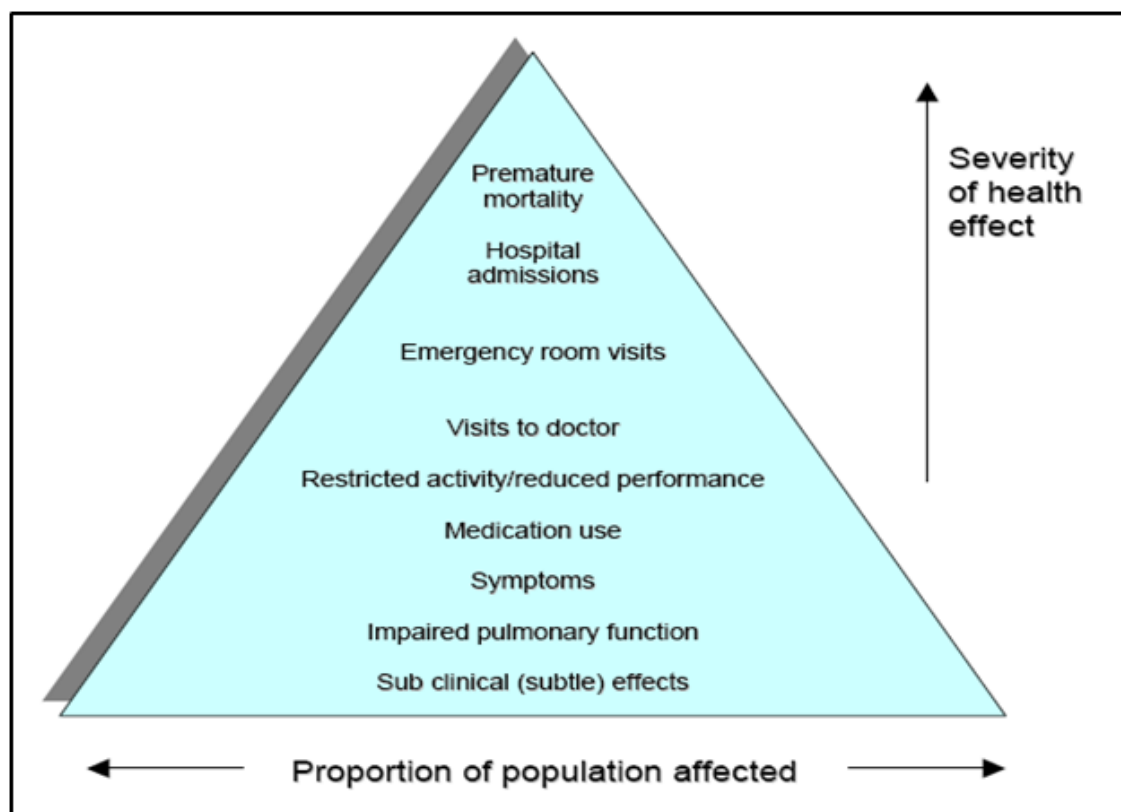 Premature
mortality
Hospital
admissions
Severity
of health
effect
Emergency room visits
Visits to doctor
Restricted activity/reduced performance
Medication use
Symptoms
Impaired pulmonary function
Sub clinical (subtle) effects
Proportion of population affected